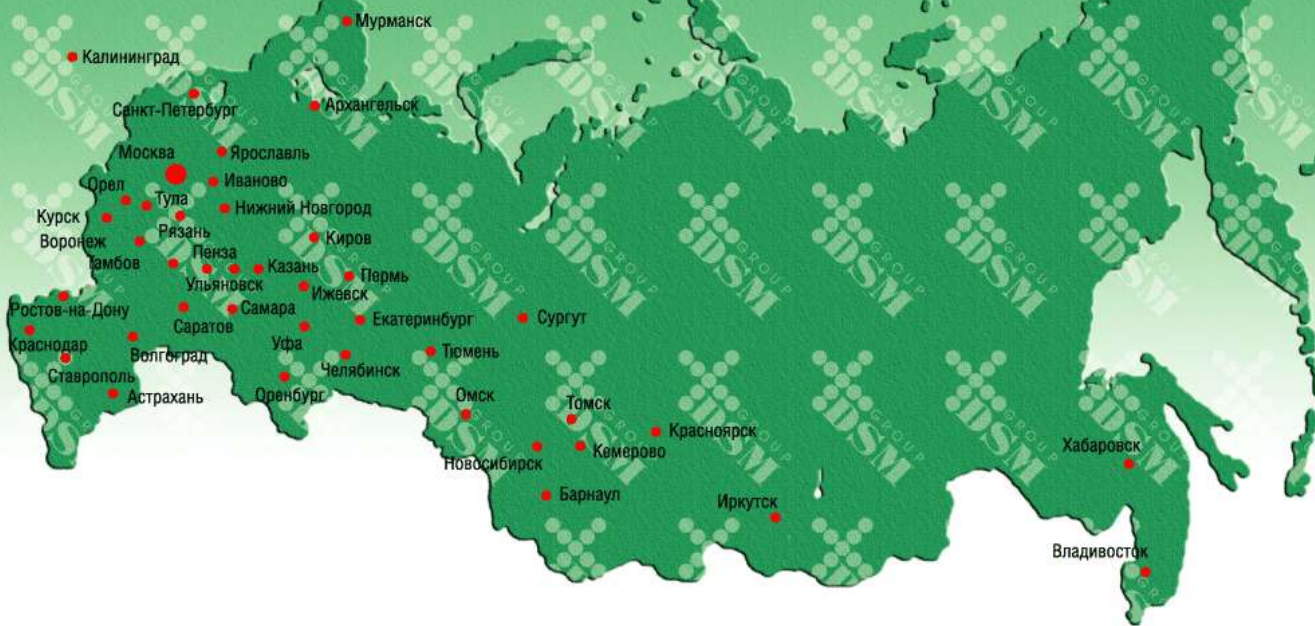 Мурманск
Калининград
Санкт-Петербург
Архангельск
Москва
Ярославль
Иваново
Орел
Тула
Нижний Новгород
Курск
Рязань
Воронеж
Киров
Тамбов
Пенза
Казань
Пермь
Ульяновск
Ижевск
Ростов-на-Дону
Самара
Саратов
Екатеринбург
Сургут
Краснодар
Волгоград
Уфа
Челябинск
Тюмень
Ставрополь
Астрахань
Оренбург
Омск
Томск
Красноярск
Новосибирск
Кемерово
Барнаул
Иркутск
Хабаровск
Владивосток
DSM GROUP